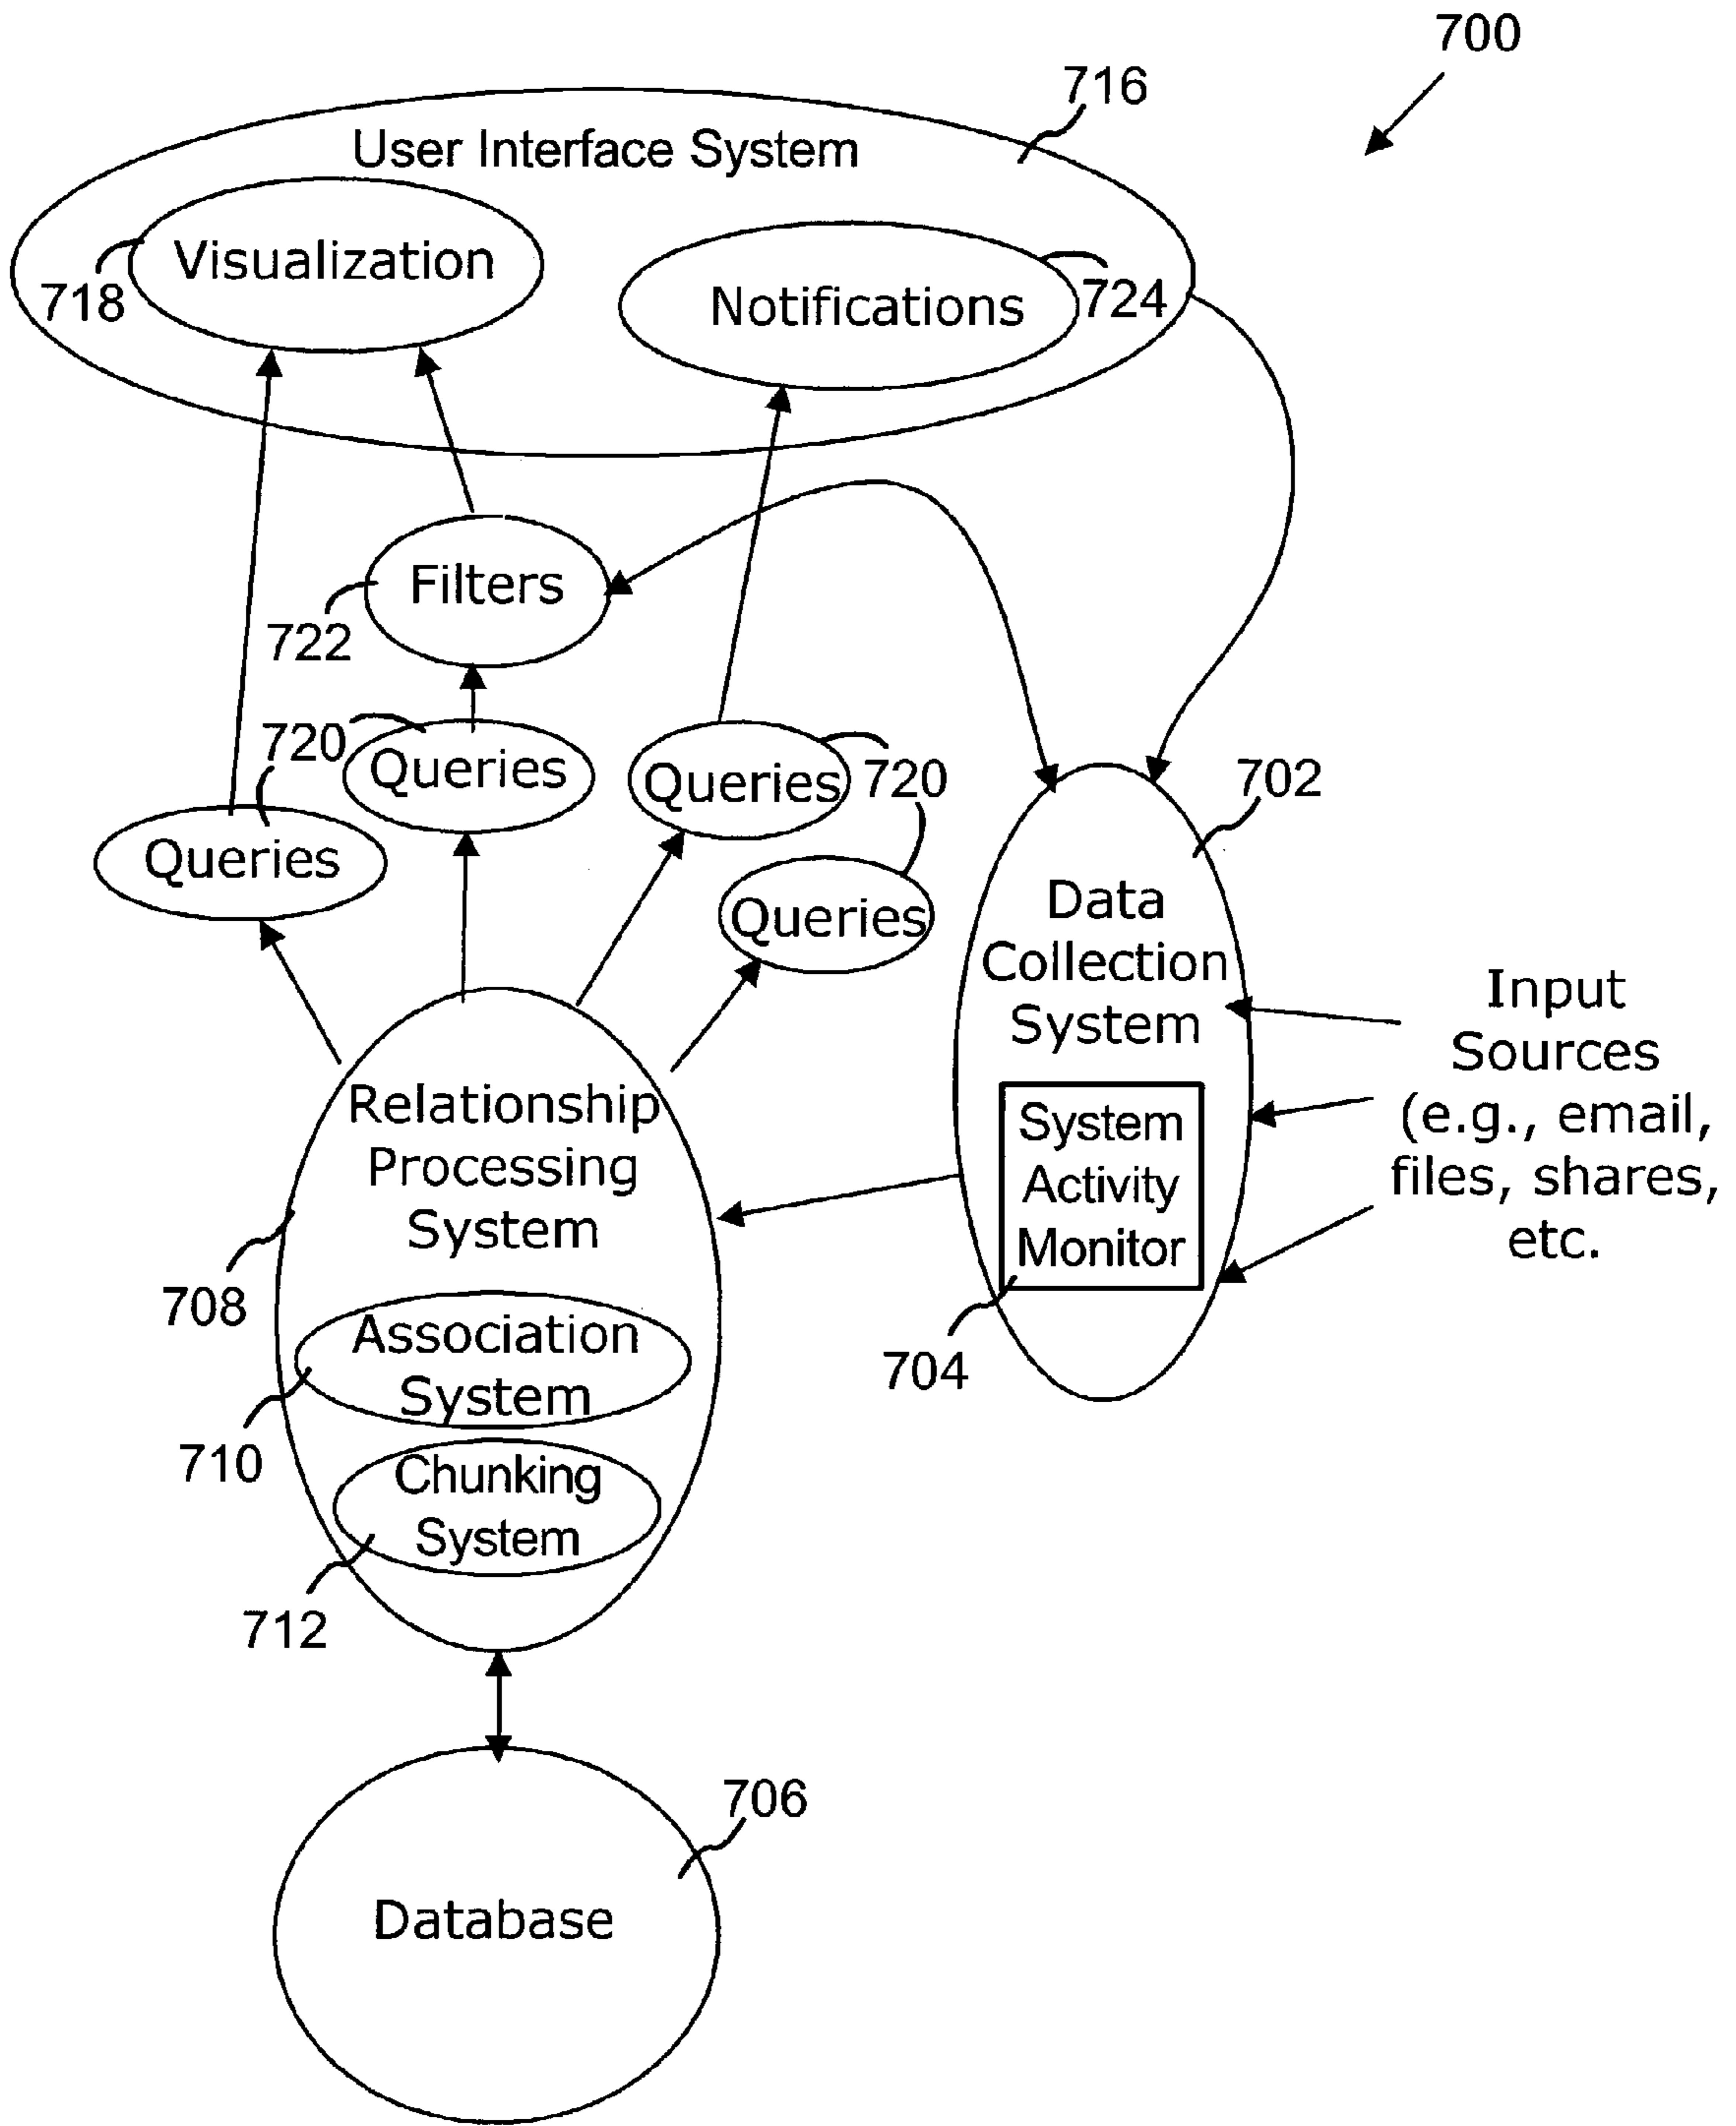 700
716
User Interface System
Visualization
718
Notifications
724
Filters
722
720
Queries
Queries
720
Queries
720
Queries
702
Data
Collection
System
System
Activity
Monitor
704
Input
Sources
(e.g., email,
files, shares,
etc.
Relationship
Processing
System
708
Association
System
710
Chunking
System
712
706
Database